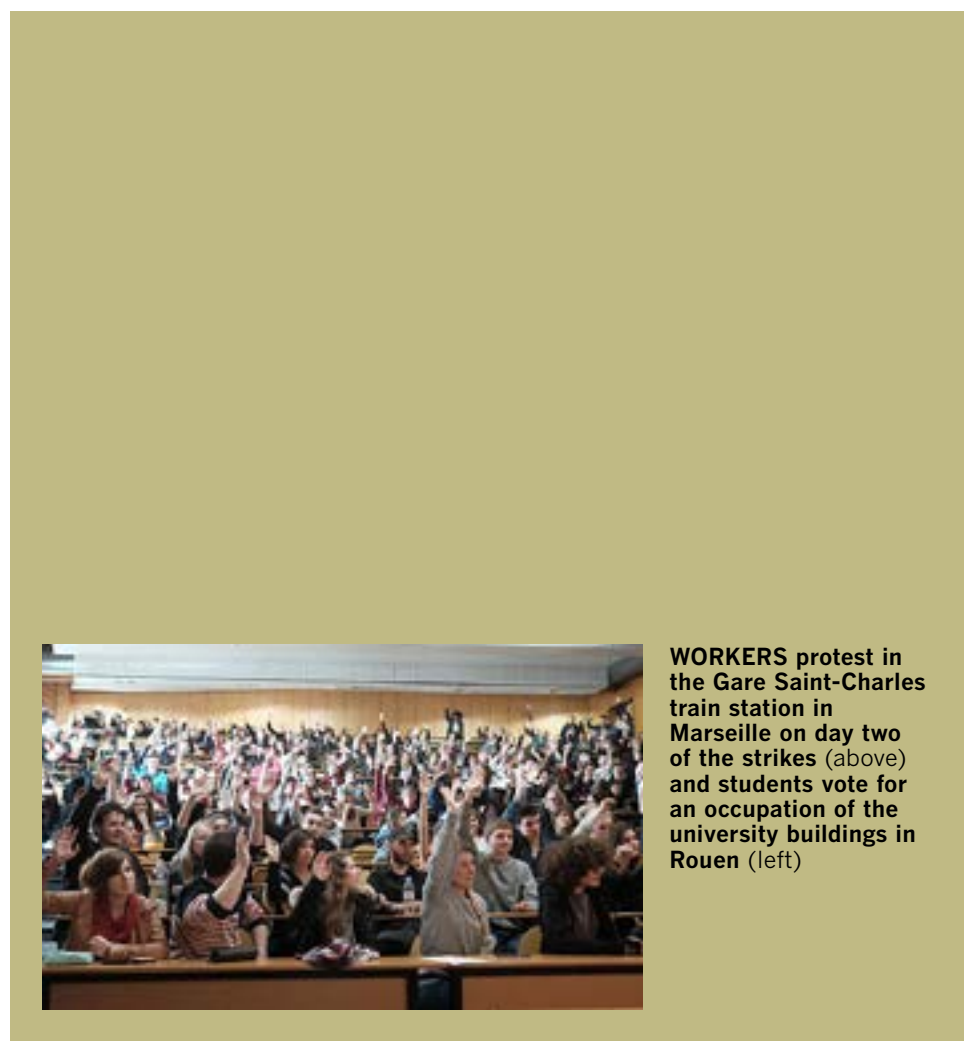 WORKERS protest in
the Gare Saint-Charles
train station in
Marseille on day two
of the strikes (above)
and students vote for
an occupation of the
university buildings in
Rouen (left)